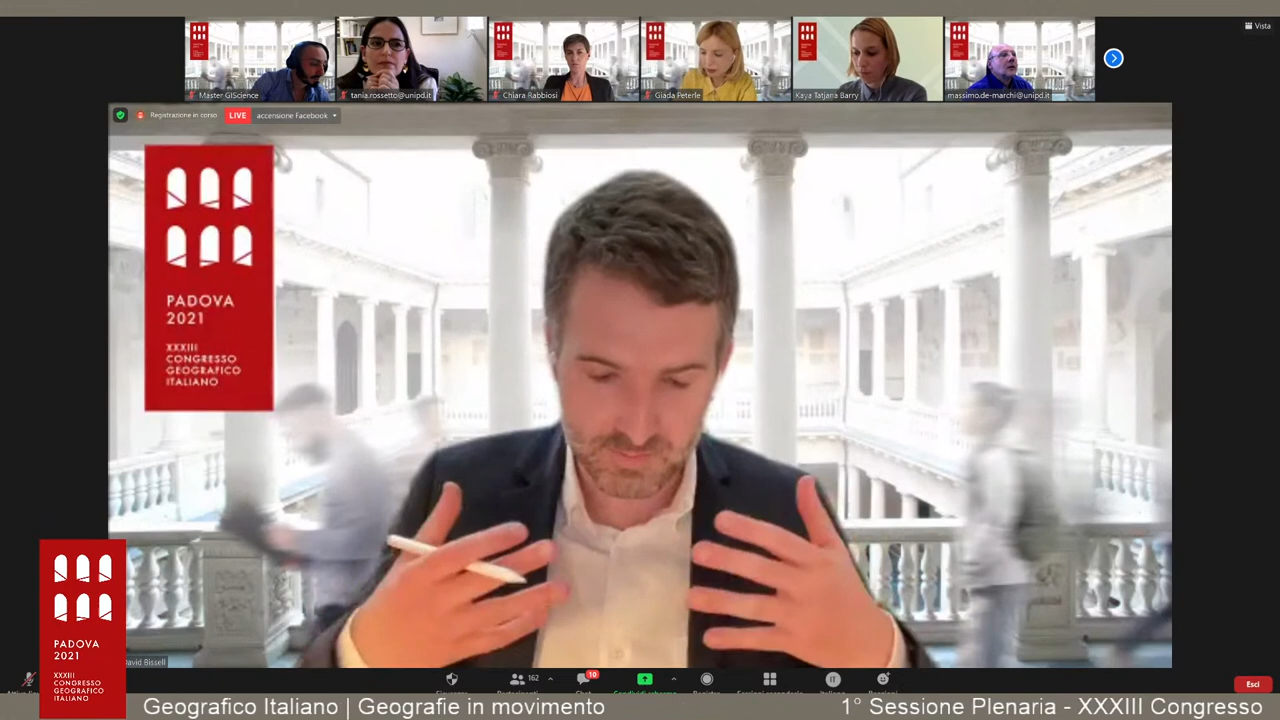 Master GIScience
tania.rossetto@unipd.it
Chiara Rabbiosi
Giada Peterle
Kaya Tatjana Barry
massimo.de-marchi@unipd.it
Vista
Registrazione in corso
LIVE
accensione Facebook
PADOVA
2021
XXXIII
CONGRESSO
GEOGRAFICO
ITALIANO
David Bissell
162
10
IT
Esci
PADOVA
2021
XXXIII
CONGRESSO
GEOGRAFICO
ITALIANO
Geografico Italiano | Geografie in movimento
1° Sessione Plenaria - XXXIII Congresso